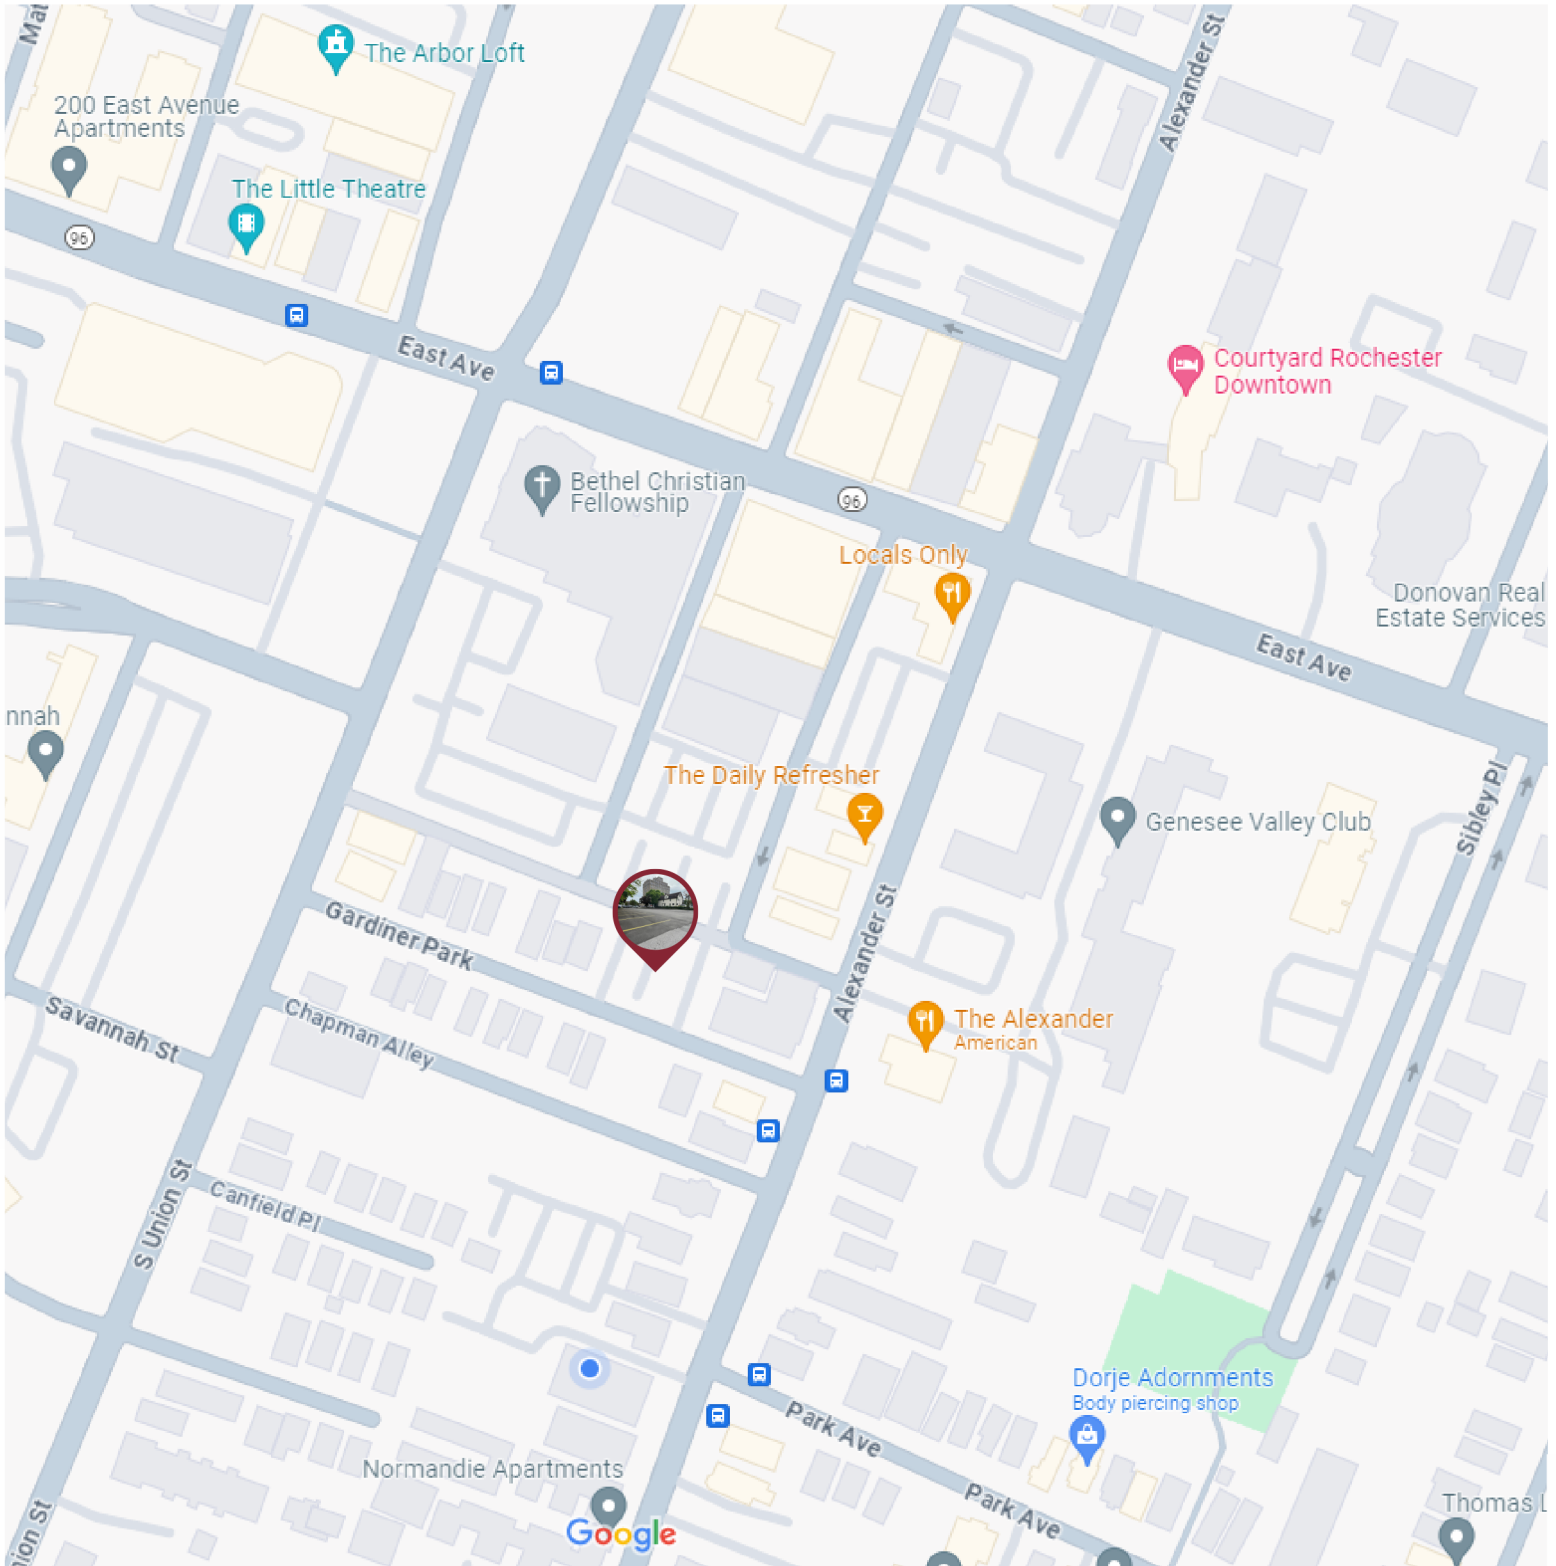 Alexander St
The Arbor Loft
200 East Avenue
Apartments
The Little Theatre
96
East Ave
Courtyard Rochester
Downtown
Bethel Christian
Fellowship
96
Locals Only
Donovan Real
Estate Services
East Ave
nnah
The Daily Refresher
Genesee Valley Club
Sibley Pl
Gardiner Park
Alexander St
Savannah St
Chapman Alley
The Alexander
American
S Union St
Canfield Pl
Dorje Adornments
Body piercing shop
Park Ave
Normandie Apartments
Park Ave
Thomas L
Google
ion St